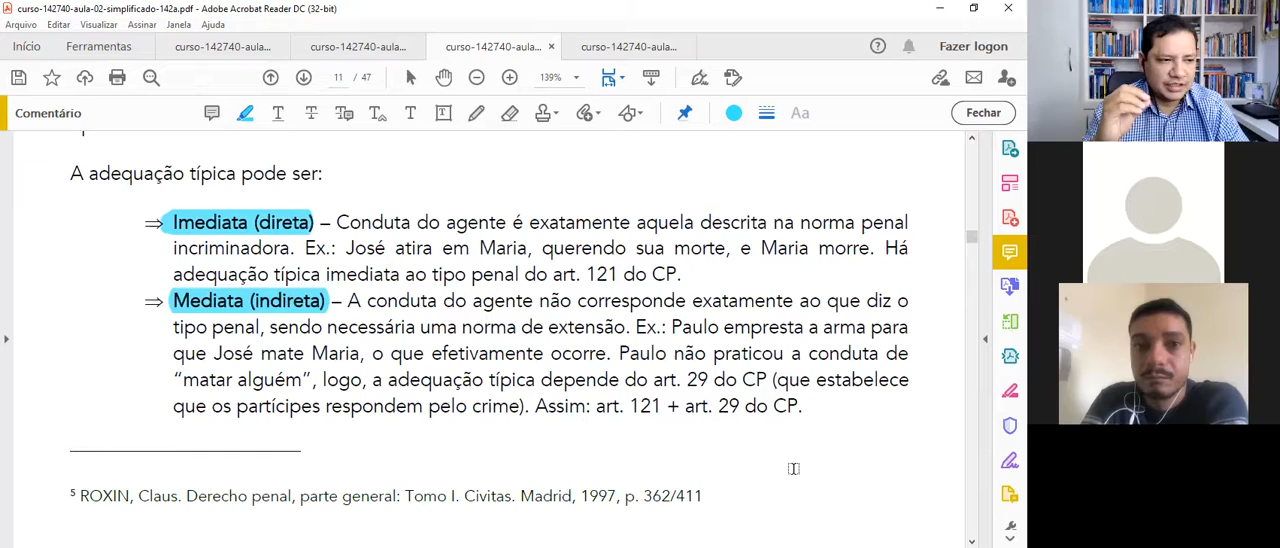 curso-142740-aula-02-simplificado-142a.pdf - Adobe Acrobat Reader DC (32-bit)
Arquivo Editar Visualizar Assinar Janela Ajuda
Início Ferramentas curso-142740-aula... curso-142740-aula... curso-142740-aula... × curso-142740-aula... Fazer logon
11 / 47 139%
Comentário Aa Fechar
A adequação típica pode ser:
⇒ Imediata (direta) – Conduta do agente é exatamente aquela descrita na norma penal
incriminadora. Ex.: José atira em Maria, querendo sua morte, e Maria morre. Há
adequação típica imediata ao tipo penal do art. 121 do CP.
⇒ Mediata (indireta) – A conduta do agente não corresponde exatamente ao que diz o
tipo penal, sendo necessária uma norma de extensão. Ex.: Paulo empresta a arma para
que José mate Maria, o que efetivamente ocorre. Paulo não praticou a conduta de
“matar alguém”, logo, a adequação típica depende do art. 29 do CP (que estabelece
que os partícipes respondem pelo crime). Assim: art. 121 + art. 29 do CP.
5 ROXIN, Claus. Derecho penal, parte general: Tomo I. Civitas. Madrid, 1997, p. 362/411